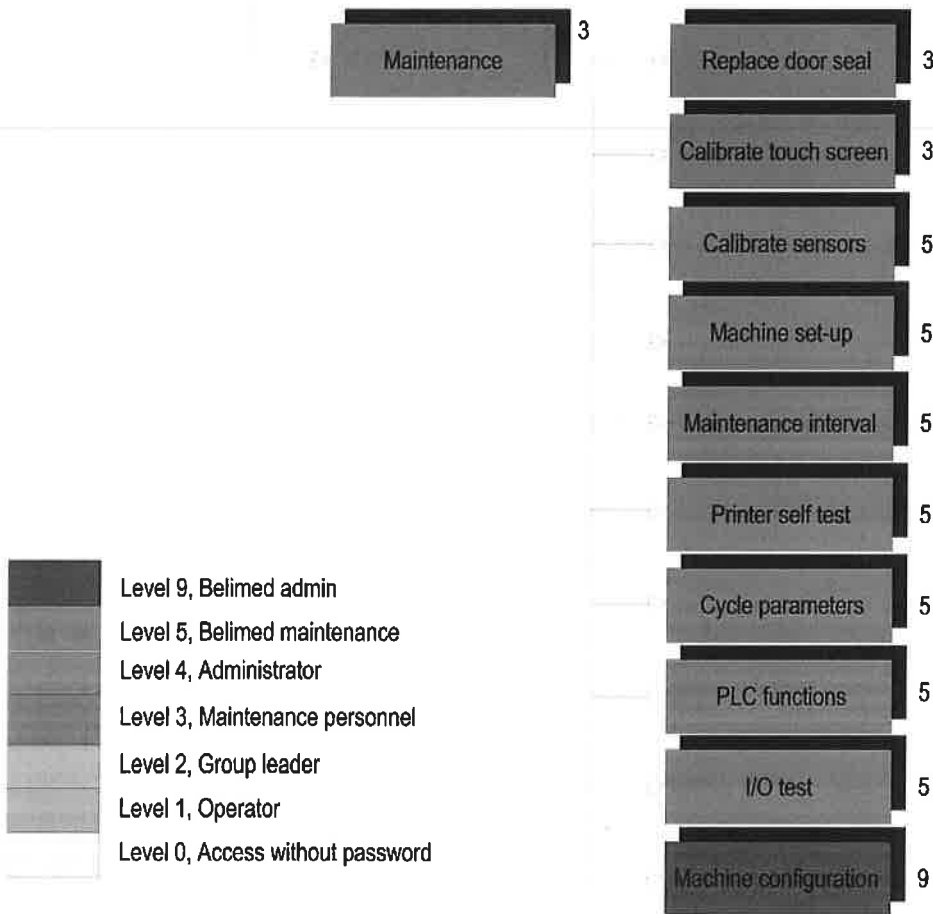 Maintenance 3
Replace door seal 3
Calibrate touch screen 3
Calibrate sensors 5
Machine set-up 5
Maintenance interval 5
Printer self test 5
Cycle parameters 5
PLC functions 5
I/O test 5
Machine configuration 9
Level 9, Belimed admin
Level 5, Belimed maintenance
Level 4, Administrator
Level 3, Maintenance personnel
Level 2, Group leader
Level 1, Operator
Level 0, Access without password